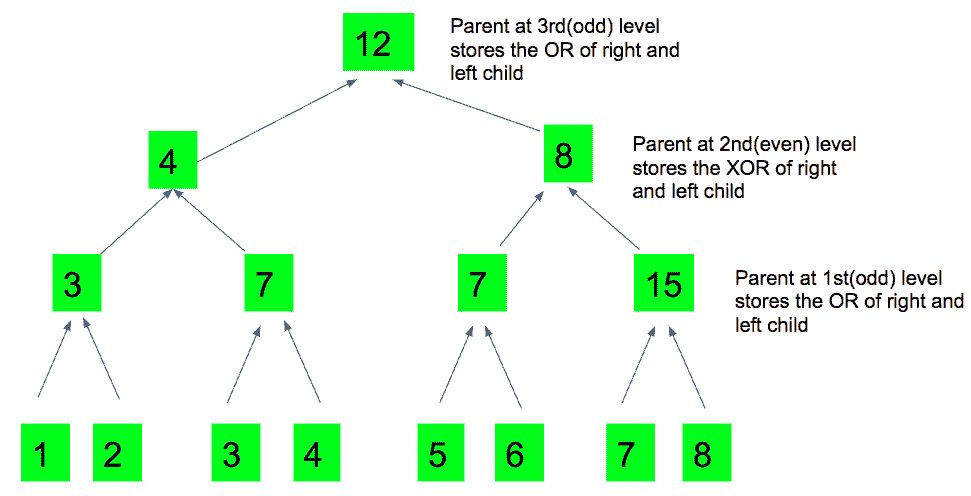 12
Parent at 3rd(odd) level
stores the OR of right and
left child
4
8
Parent at 2nd(even) level
stores the XOR of right
and left child
3
7
7
15
Parent at 1st(odd) level
stores the OR of right and
left child
1
2
3
4
5
6
7
8